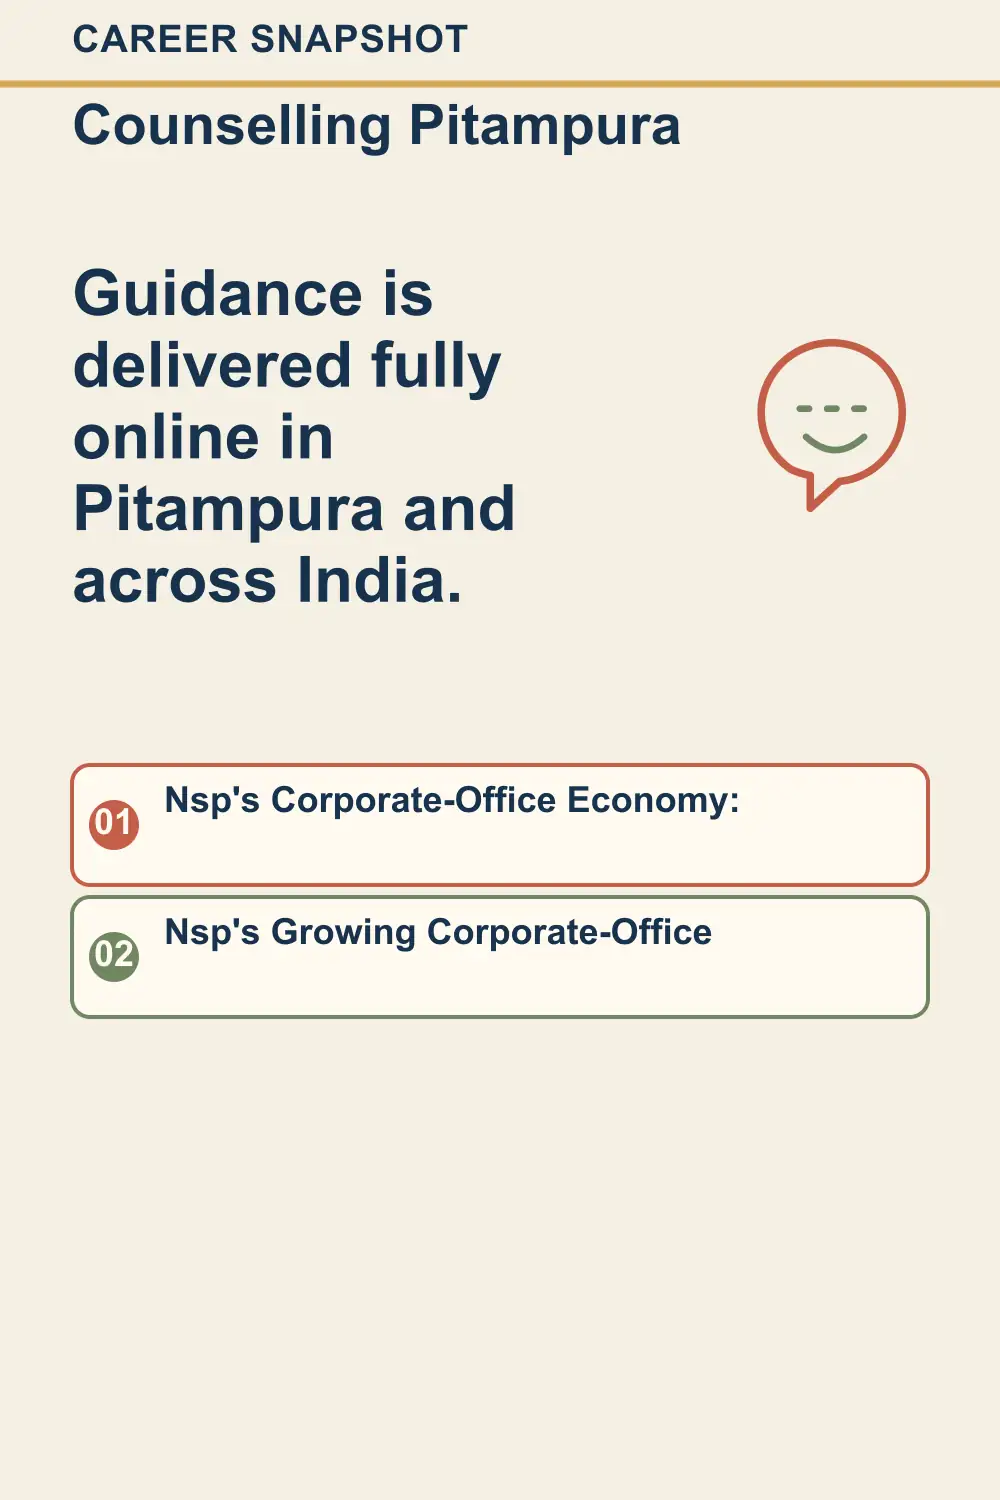 CAREER SNAPSHOT
Counselling Pitampura
Guidance is
delivered fully
online in
Pitampura and
across India.
01
Nsp's Corporate-Office Economy:
02
Nsp's Growing Corporate-Office